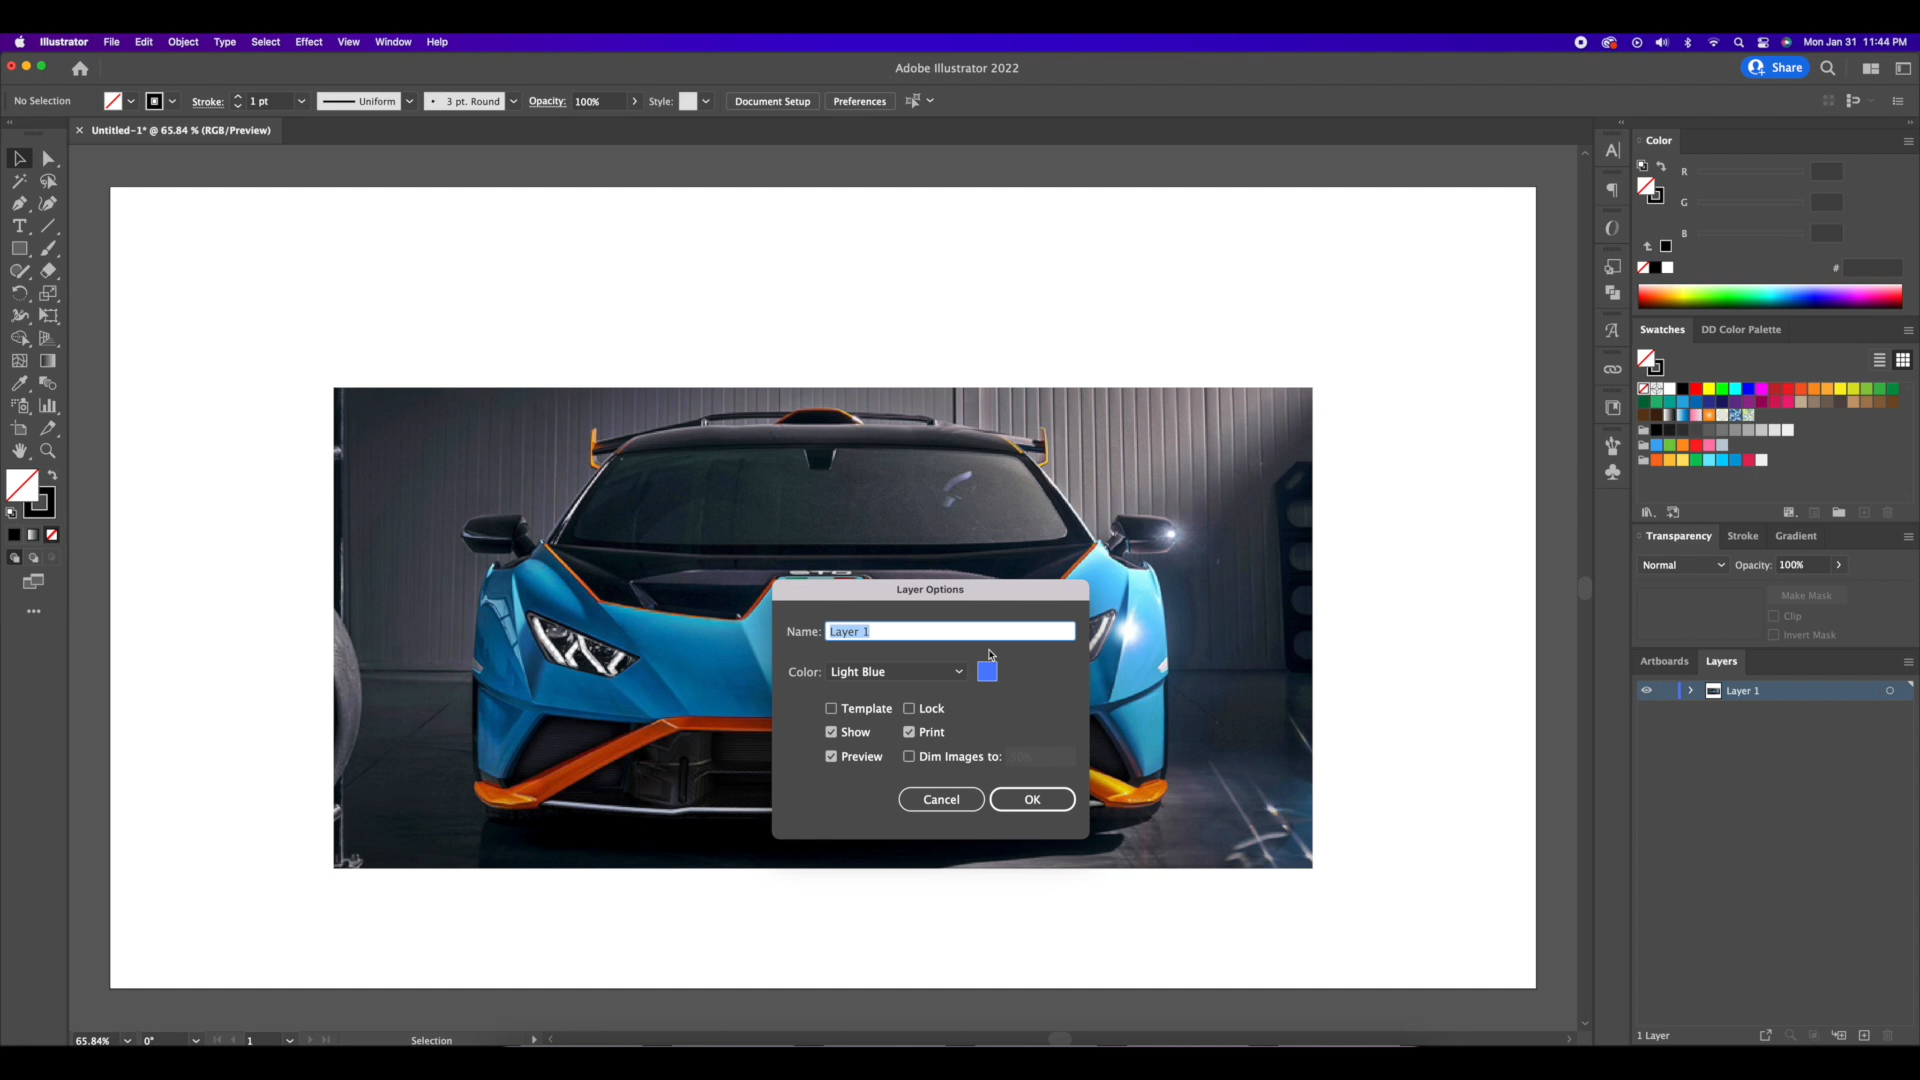 Illustrator File Edit Object Type Select Effect View Window Help
Mon Jan 31 11:44 PM
Adobe Illustrator 2022
Share
No Selection
Stroke: 1 pt
Uniform
3 pt. Round
Opacity: 100%
Style:
Document Setup
Preferences
Untitled-1* @ 65.84 % (RGB/Preview)
Color
R
G
B
#
Swatches
DD Color Palette
Transparency
Stroke
Gradient
Normal
Opacity: 100%
Make Mask
Clip
Invert Mask
Artboards
Layers
Layer 1
1 Layer
STO
Layer Options
Name: Layer 1
Color: Light Blue
Template
Lock
Show
Print
Preview
Dim Images to: 50%
Cancel
OK
65.84%
0°
1
Selection